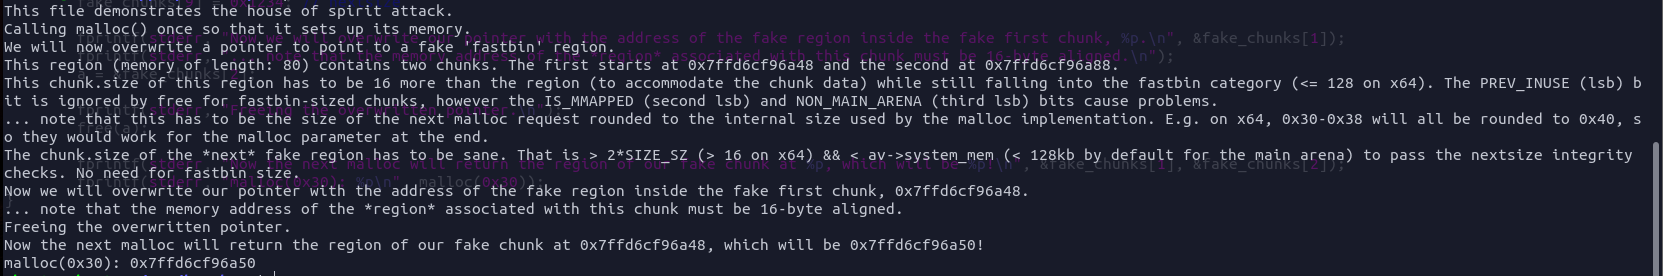 This file demonstrates the house of spirit attack.
Calling malloc() once so that it sets up its memory.
We will now overwrite a pointer to point to a fake 'fastbin' region.
This region (memory of length: 80) contains two chunks. The first starts at 0x7ffd6cf96a48 and the second at 0x7ffd6cf96a88.
This chunk.size of this region has to be 16 more than the region (to accommodate the chunk data) while still falling into the fastbin category (<= 128 on x64). The PREV_INUSE (lsb) b
it is ignored by free for fastbin-sized chunks, however the IS_MMAPPED (second lsb) and NON_MAIN_ARENA (third lsb) bits cause problems.
... note that this has to be the size of the next malloc request rounded to the internal size used by the malloc implementation. E.g. on x64, 0x30-0x38 will all be rounded to 0x40, s
o they would work for the malloc parameter at the end.
The chunk.size of the *next* fake region has to be sane. That is > 2*SIZE_SZ (> 16 on x64) && < av->system_mem (< 128kb by default for the main arena) to pass the nextsize integrity
checks. No need for fastbin size.
Now we will overwrite our pointer with the address of the fake region inside the fake first chunk, 0x7ffd6cf96a48.
... note that the memory address of the *region* associated with this chunk must be 16-byte aligned.
Freeing the overwritten pointer.
Now the next malloc will return the region of our fake chunk at 0x7ffd6cf96a48, which will be 0x7ffd6cf96a50!
malloc(0x30): 0x7ffd6cf96a50